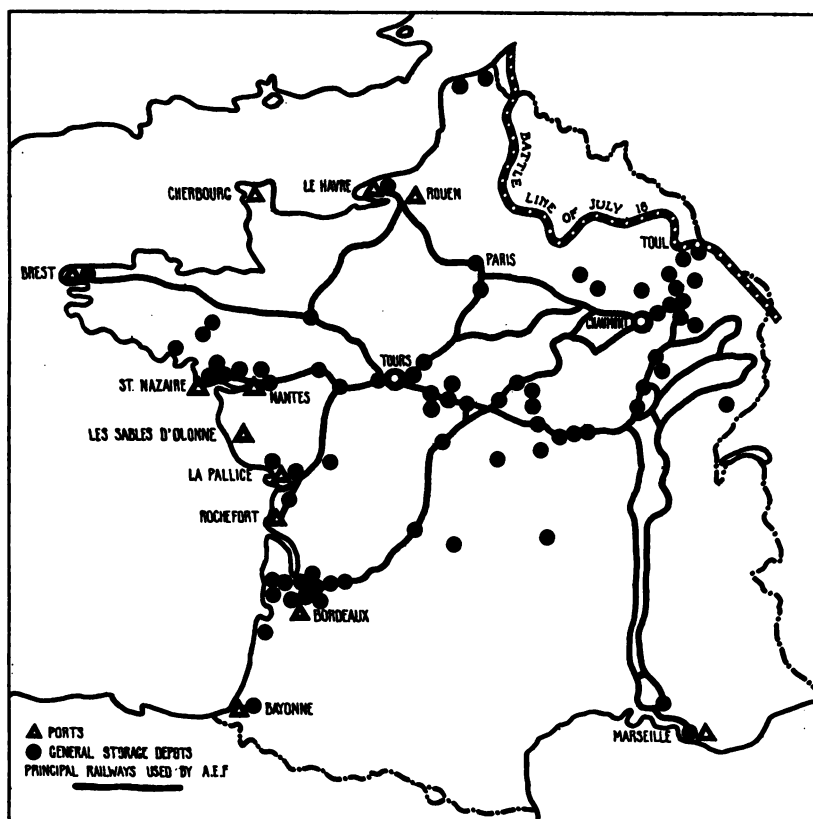 BATTLE LINE OF JULY 18
CHERBOURG
LE HAVRE
ROUEN
TOUL
BREST
PARIS
CHAUMONT
TOURS
ST. NAZAIRE
NANTES
LES SABLES D'OLONNE
LA PALLICE
ROCHEFORT
BORDEAUX
BAYONNE
MARSEILLE
PORTS
GENERAL STORAGE DEPOTS
PRINCIPAL RAILWAYS USED BY A.E.F